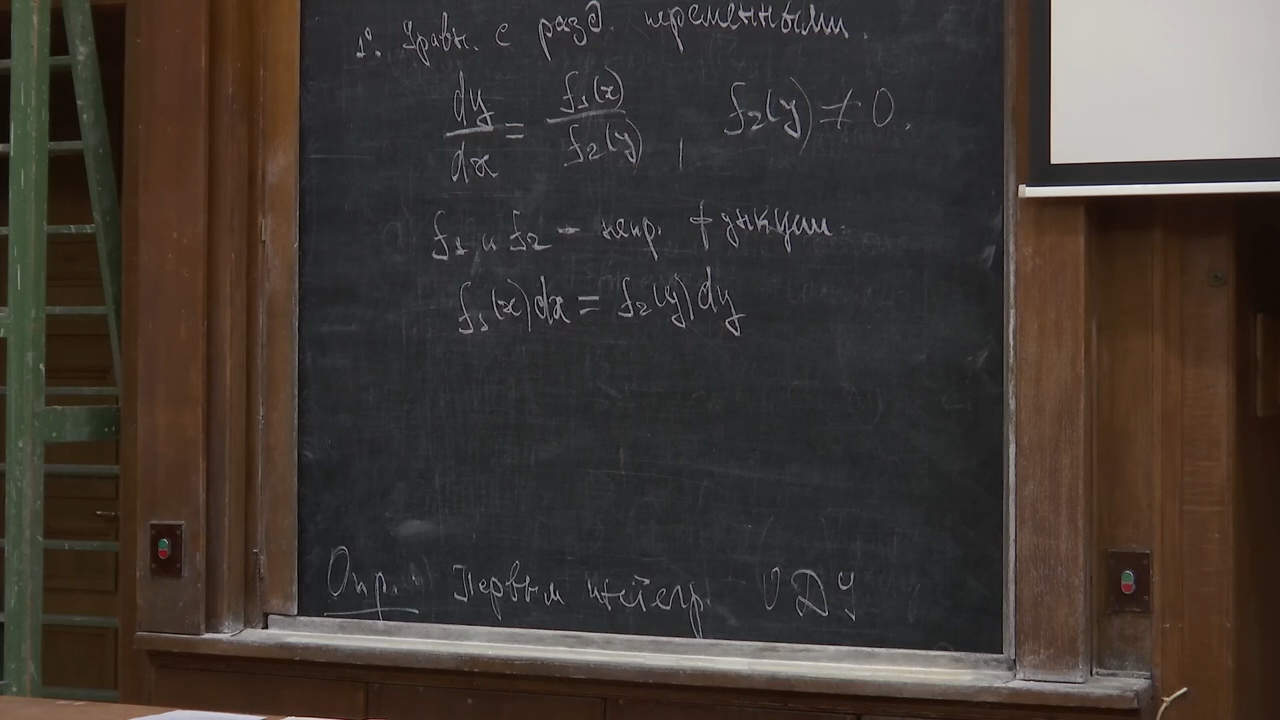 1°. Уравн. с разд. переменными.
dy/dx = f₁(x)/f₂(y), f₂(y) ≠ 0.
f₁ и f₂ - непр. функции.
f₁(x)dx = f₂(y)dy
Опр. Первым интегр. ОДУ